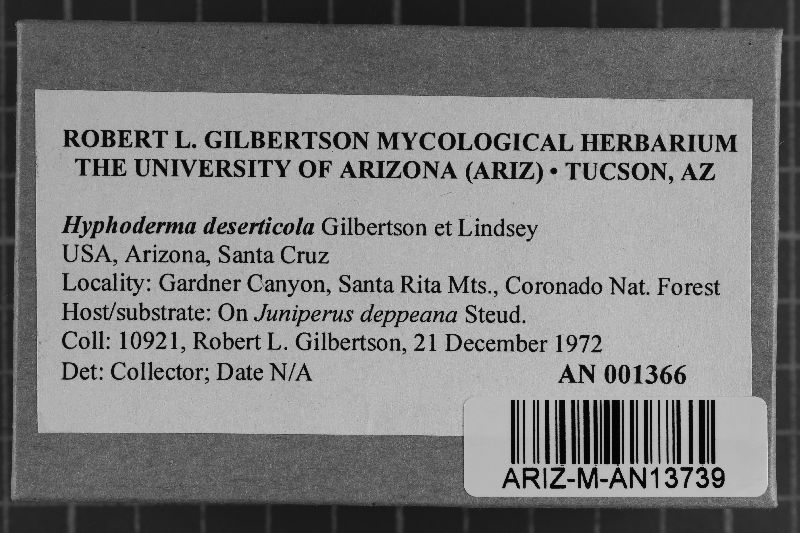 ROBERT L. GILBERTSON MYCOLOGICAL HERBARIUM
THE UNIVERSITY OF ARIZONA (ARIZ) • TUCSON, AZ
Hyphoderma deserticola Gilbertson et Lindsey
USA, Arizona, Santa Cruz
Locality: Gardner Canyon, Santa Rita Mts., Coronado Nat. Forest
Host/substrate: On Juniperus deppeana Steud.
Coll: 10921, Robert L. Gilbertson, 21 December 1972
Det: Collector; Date N/A AN 001366
ARIZ-M-AN13739